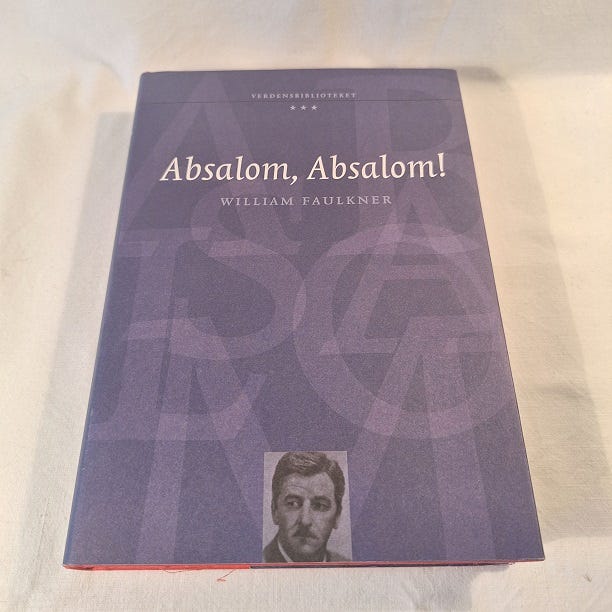 VERDENSBIBLIOTEKET
★★★
Absalom, Absalom!
WILLIAM FAULKNER